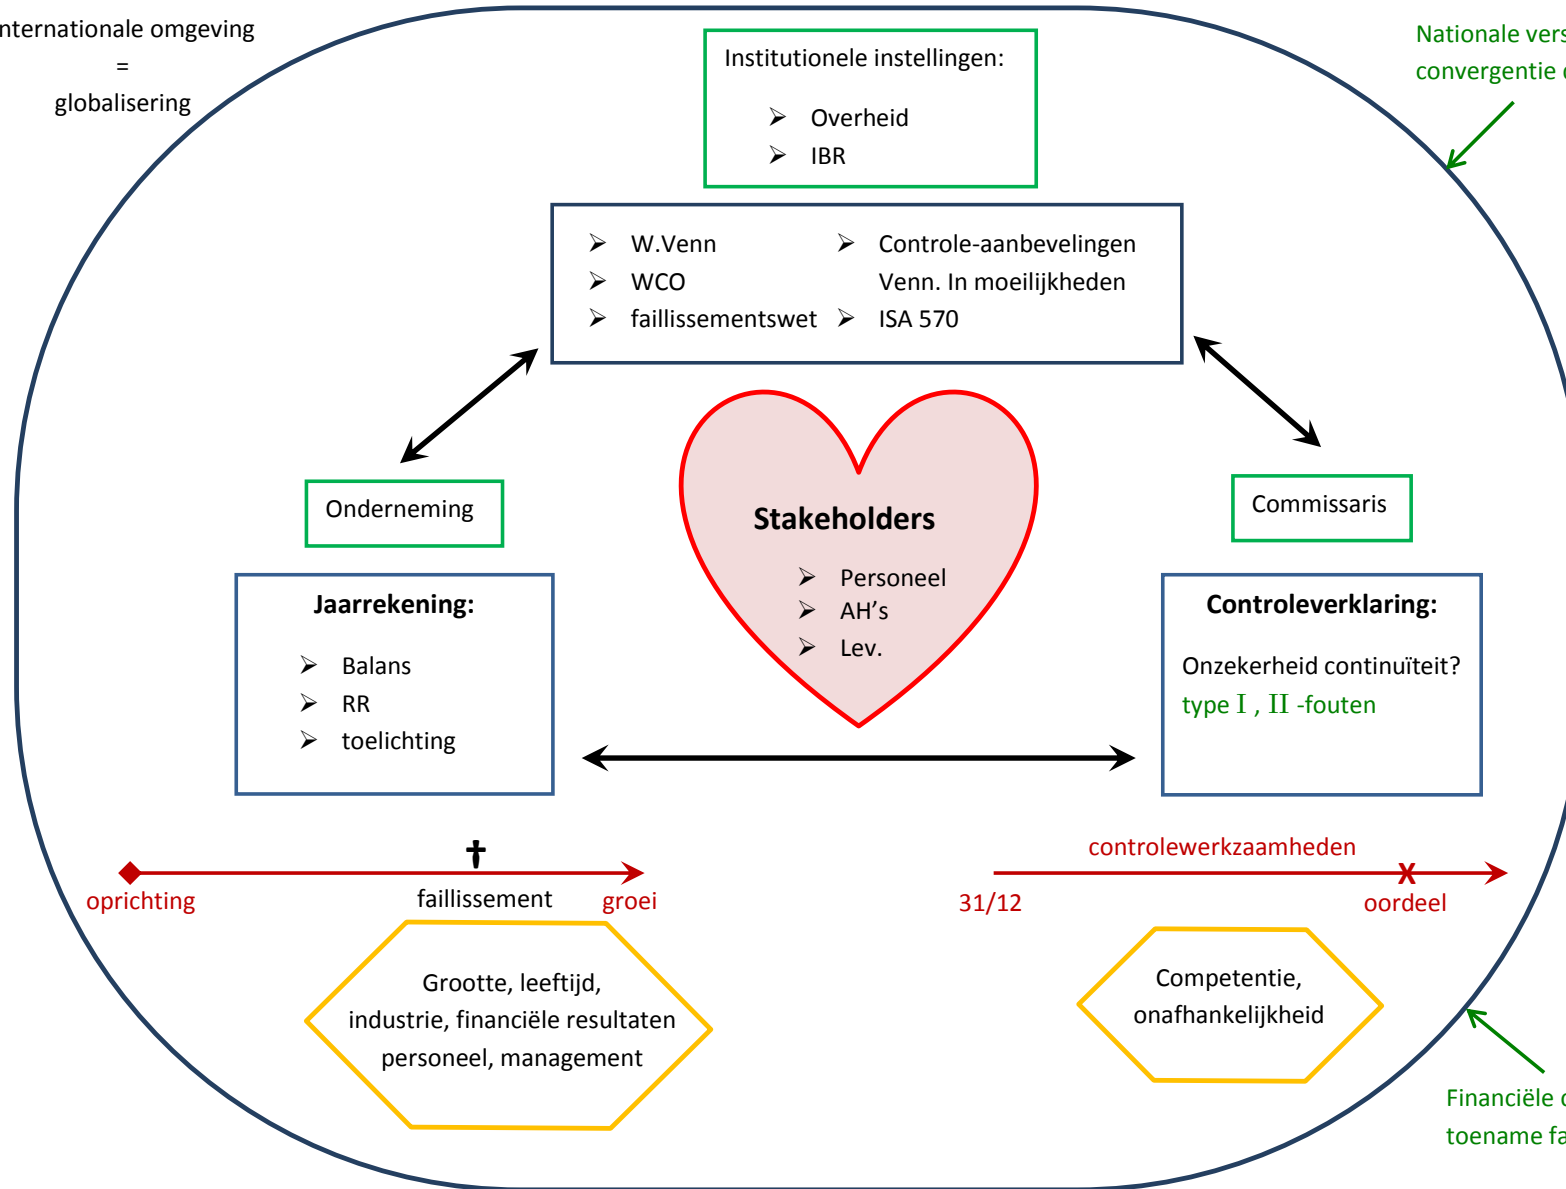 nternationale omgeving
=
globalisering
Nationale vers
convergentie
Institutionele instellingen:
➢ Overheid
➢ IBR
➢ W.Venn
➢ WCO
➢ faillissementswet
➢ Controle-aanbevelingen
Venn. In moeilijkheden
➢ ISA 570
Onderneming
Stakeholders
➢ Personeel
➢ AH's
➢ Lev.
Commissaris
Jaarrekening:
➢ Balans
➢ RR
➢ toelichting
Controleverklaring:
Onzekerheid continuïteit?
type I , II -fouten
oprichting
†
faillissement
groei
controlewerkzaamheden
31/12
X
oordeel
Grootte, leeftijd,
industrie, financiële resultaten
personeel, management
Competentie,
onafhankelijkheid
Financiële
toename fa